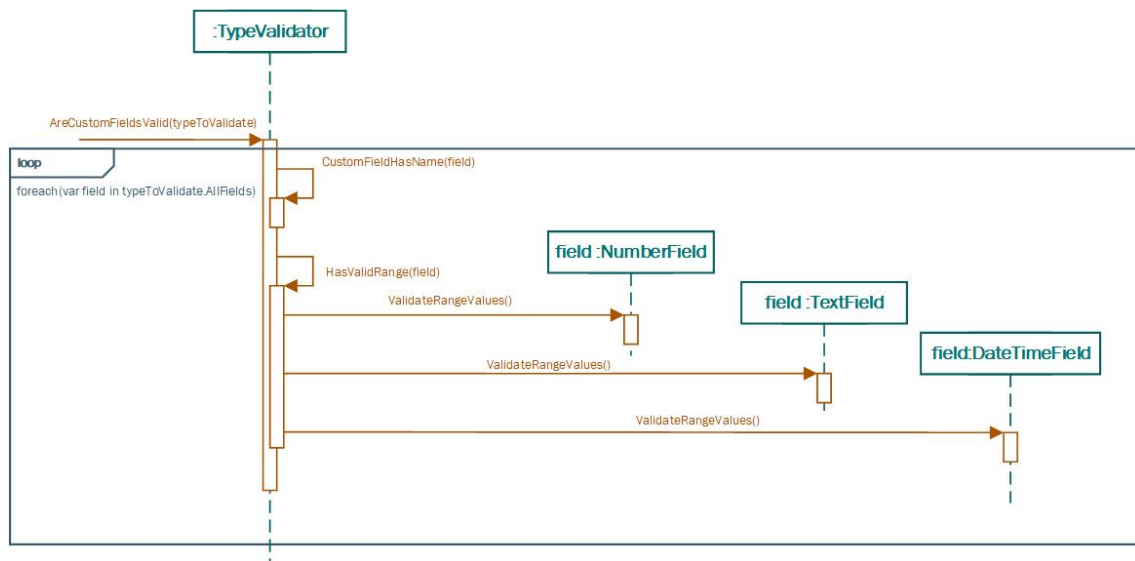 :TypeValidator
AreCustomFieldsValid(typeToValidate)
loop
CustomFieldHasName(field)
foreach(var field in typeToValidate.AllFields)
field :NumberField
HasValidRange(field)
ValidateRangeValues()
field :TextField
field:DateTimeField
ValidateRangeValues()
ValidateRangeValues()